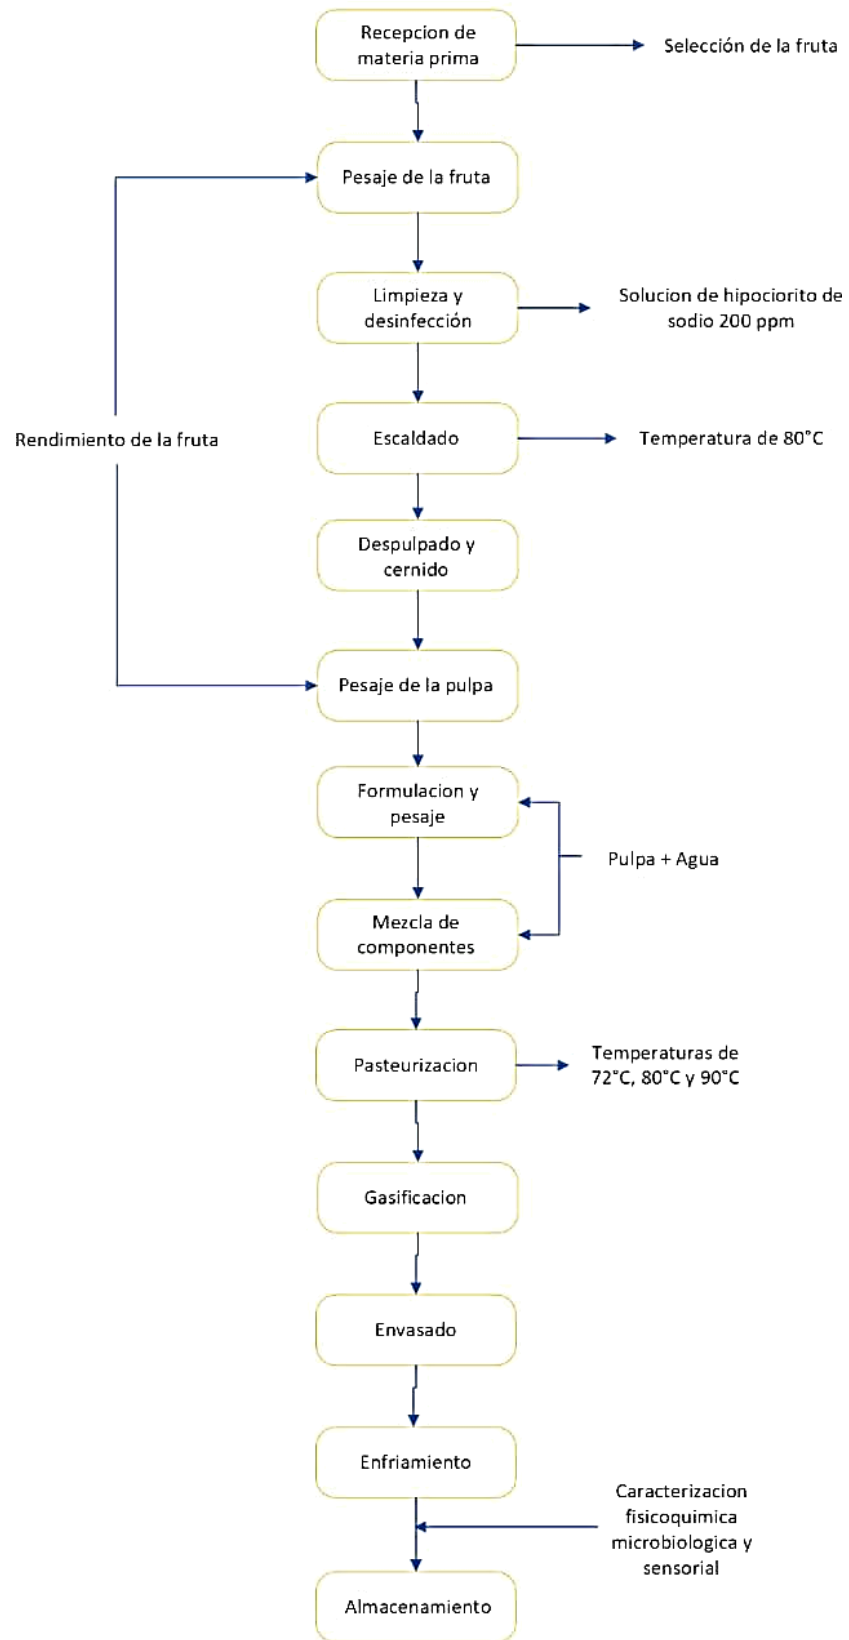 Recepcion de
materia prima
Selección de la fruta
Pesaje de la fruta
Limpieza y
desinfección
Solucion de hipociorito de
sodio 200 ppm
Rendimiento de la fruta
Escaldado
Temperatura de 80°C
Despulpado y
cernido
Pesaje de la pulpa
Formulacion y
pesaje
Pulpa + Agua
Mezcla de
componentes
Pasteurizacion
Temperaturas de
72°C, 80°C y 90°C
Gasificacion
Envasado
Enfriamiento
Caracterizacion
fisicoquimica
microbiologica y
sensorial
Almacenamiento